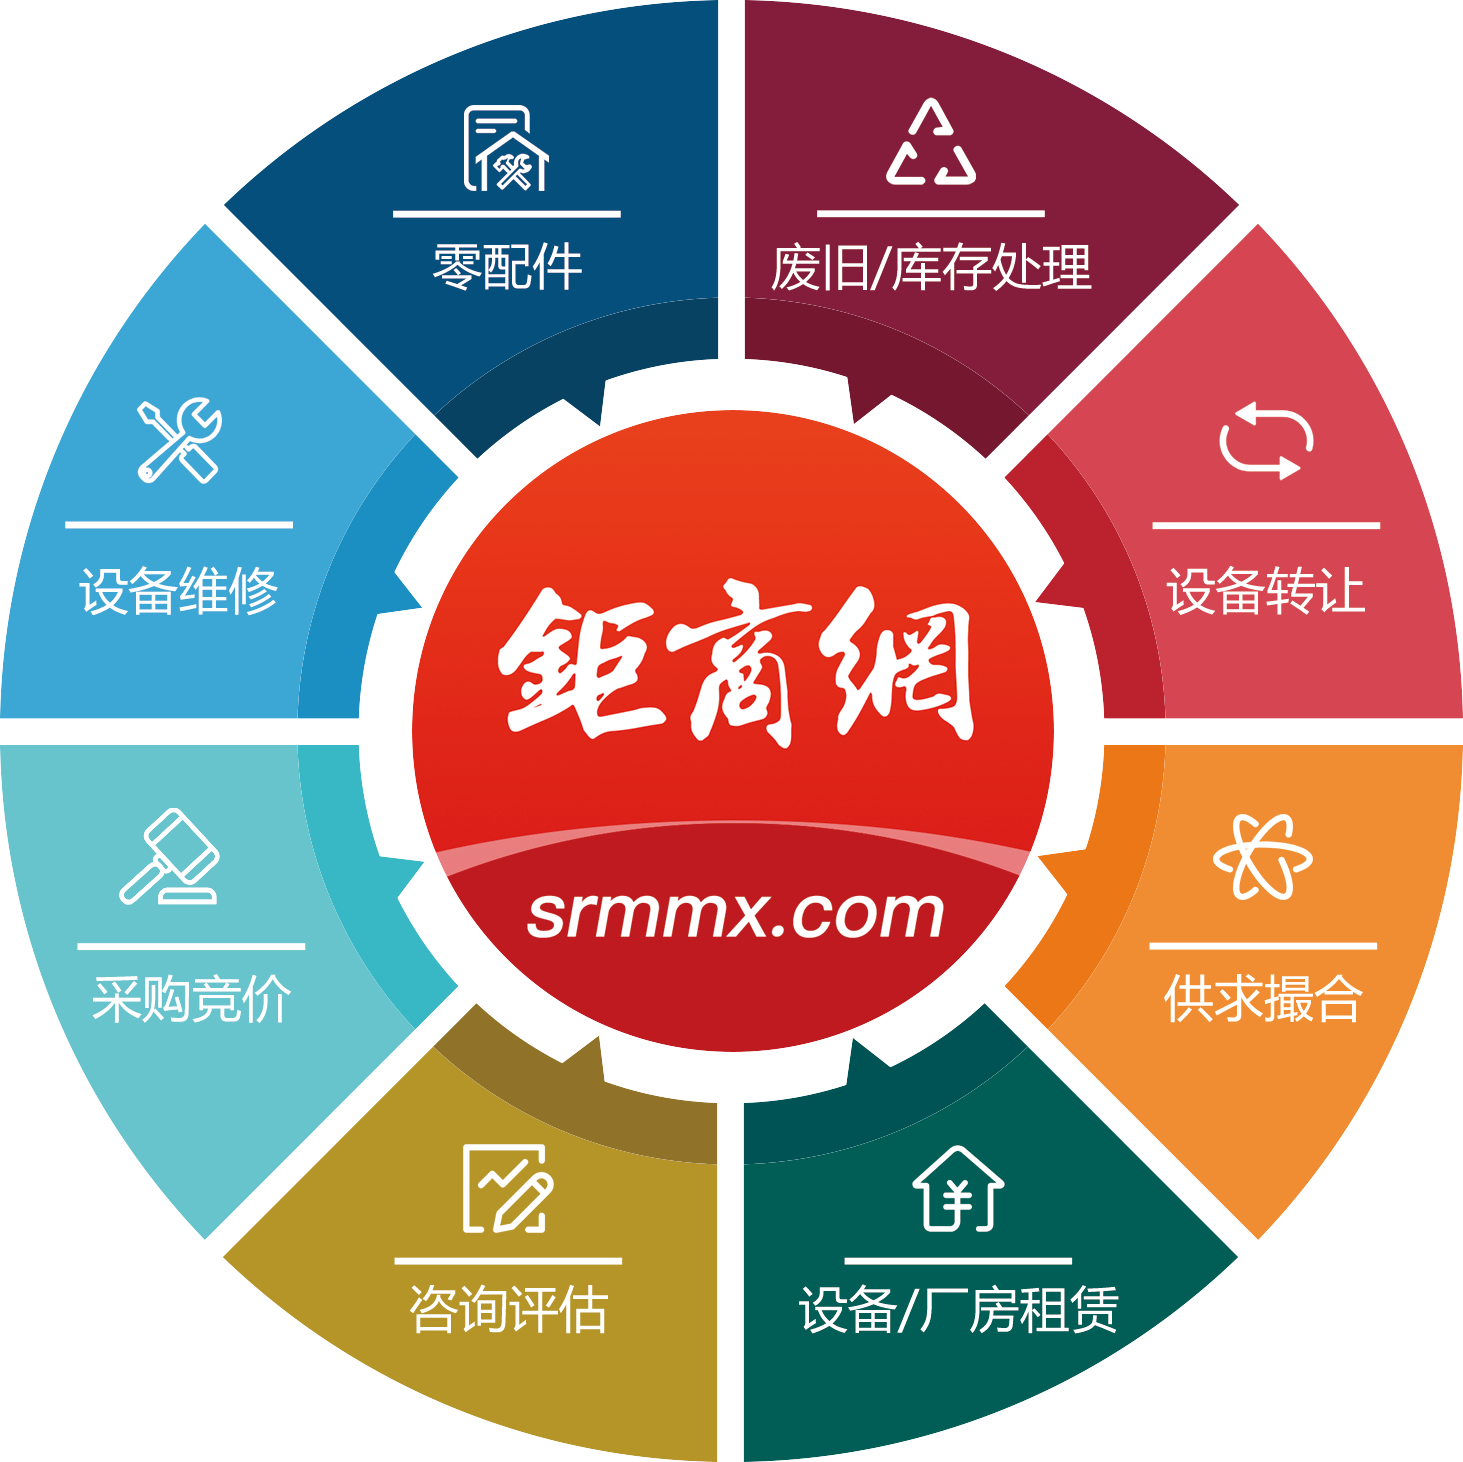 零配件
废旧/库存处理
设备维修
设备转让
鉅商網
srmmx.com
采购竞价
供求撮合
咨询评估
设备/厂房租赁